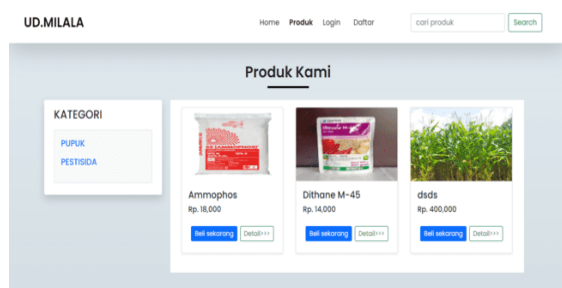 UD.MILALA
Home Produk Login Daftar
cari produk
Search
Produk Kami
KATEGORI
PUPUK
PESTISIDA
Ammophos
Rp. 18,000
Beli sekarang Detail>>>
Dithane M-45
Rp. 14,000
Beli sekarang Detail>>>
dsds
Rp. 400,000
Beli sekarang Detail>>>